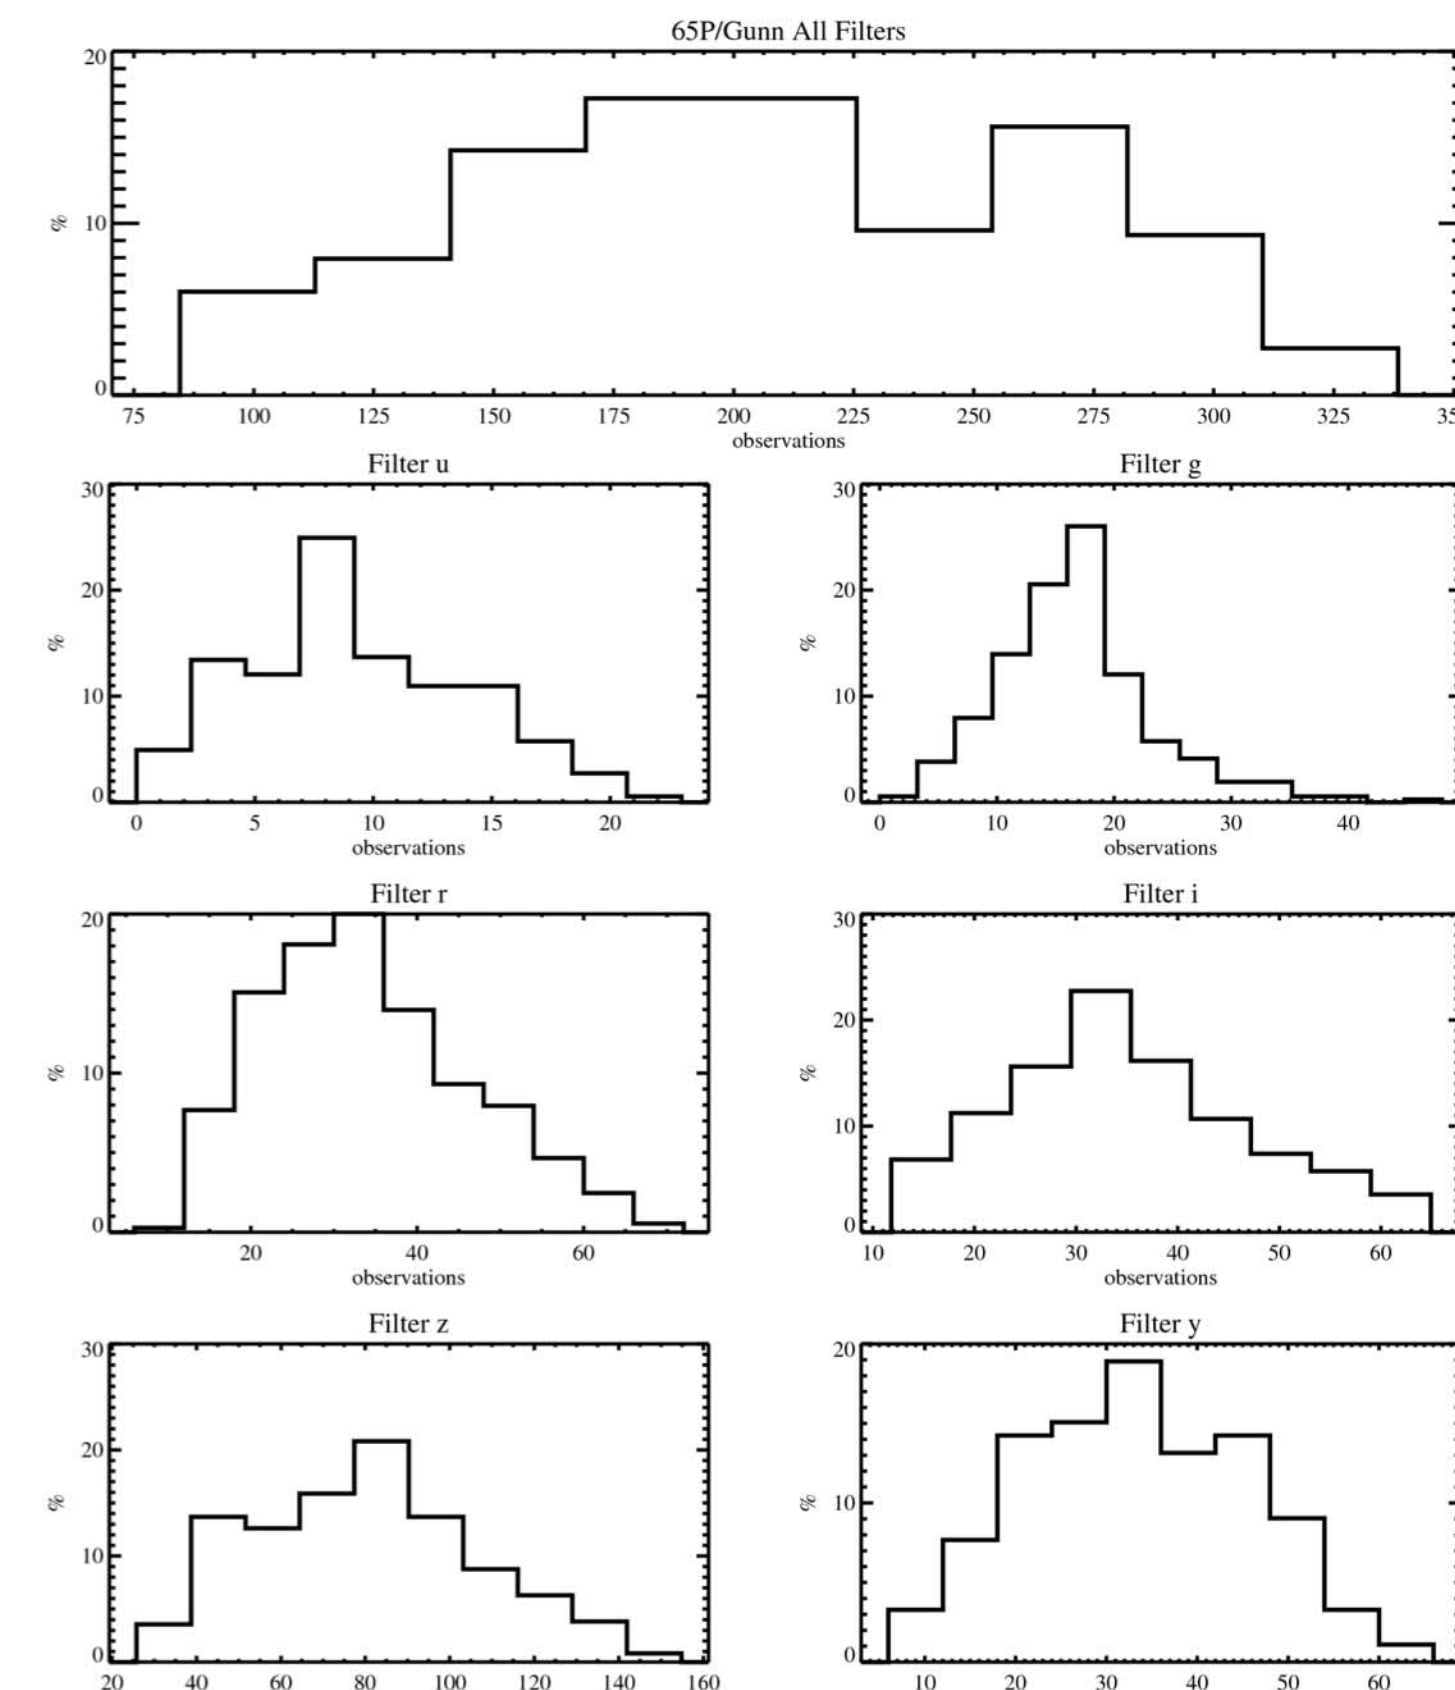 65P/Gunn All Filters
20
10
0
%
75 100 125 150 175 200 225 250 275 300 325 35
observations
Filter u Filter g
30 30
20 20
% %
10 10
0 0
0 5 10 15 20 0 10 20 30 40
observations observations
Filter r Filter i
20 30
20
% 10 % 10
0 0
20 40 60 10 20 30 40 50 60
observations observations
Filter z Filter y
30 20
20
% % 10
10
0 0
20 40 60 80 100 120 140 160 10 20 30 40 50 60